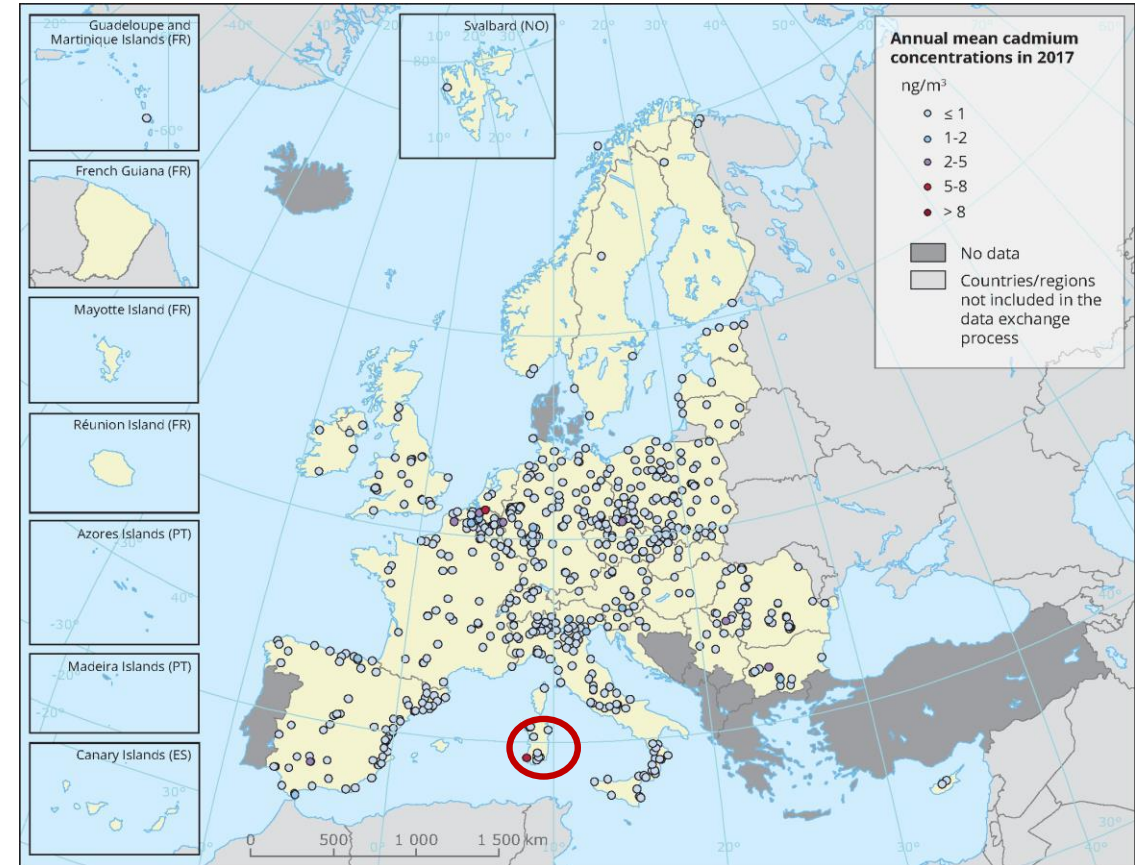 Guadeloupe and
Martinique Islands (FR)
-60°
French Guiana (FR)
Mayotte Island (FR)
Réunion Island (FR)
Azores Islands (PT)
Madeira Islands (PT)
Canary Islands (ES)
30°
Svalbard (NO)
Annual mean cadmium
concentrations in 2017
ng/m³
≤ 1
1-2
2-5
5-8
> 8
No data
Countries/regions
not included in the
data exchange
process
0 500 1 000 1 500 km